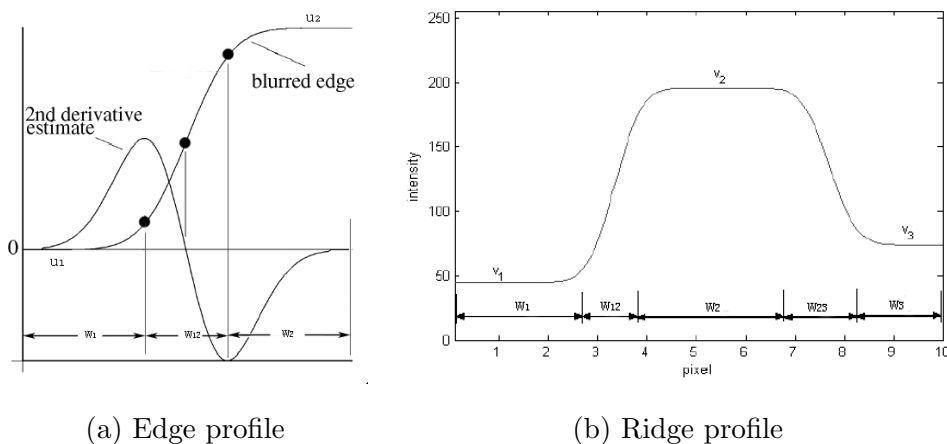 u2
blurred edge
2nd derivative
estimate
0
u1
w1
w12
w2
(a) Edge profile
250
200
150
100
50
0
intensity
v2
v1
v3
w1
w12
w2
w23
w3
1 2 3 4 5 6 7 8 9 10
pixel
(b) Ridge profile